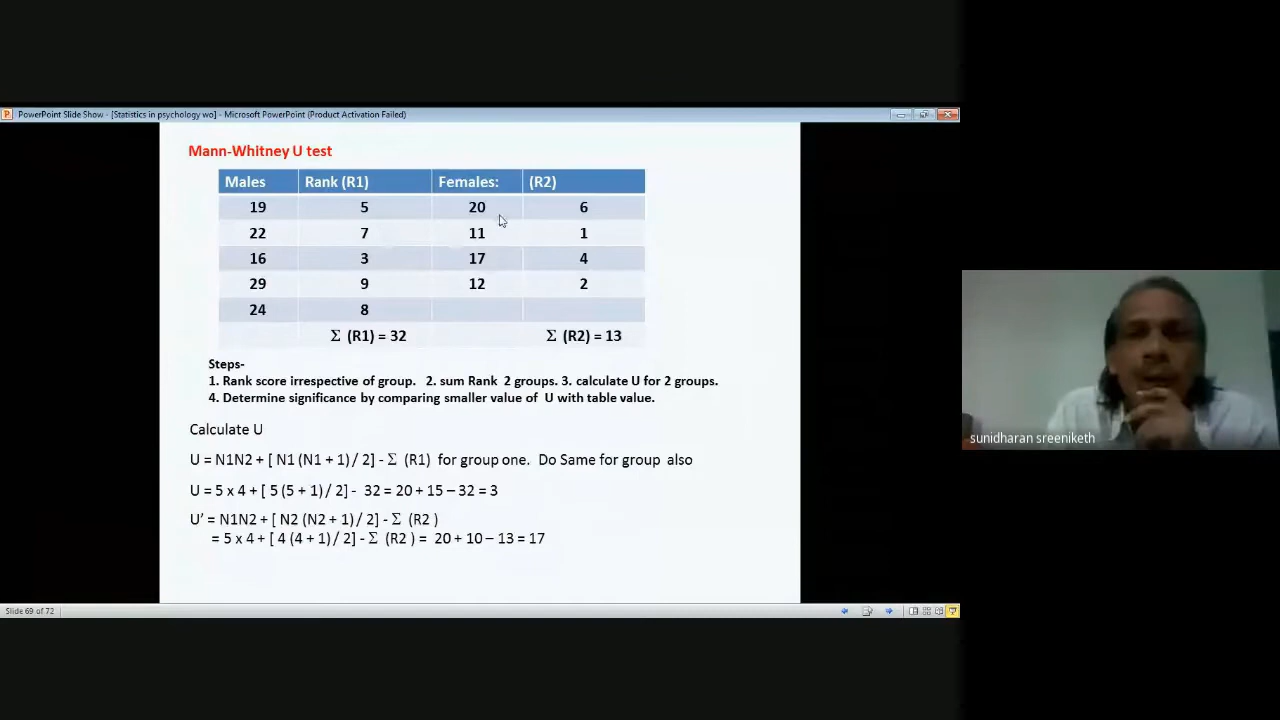 PowerPoint Slide Show - [Statistics in psychology wo] - Microsoft PowerPoint (Product Activation Failed)
Mann-Whitney U test
Males Rank (R1) Females: (R2)
19 5 20 6
22 7 11 1
16 3 17 4
29 9 12 2
24 8
Σ (R1) = 32 Σ (R2) = 13
Steps-
1. Rank score irrespective of group. 2. sum Rank 2 groups. 3. calculate U for 2 groups.
4. Determine significance by comparing smaller value of U with table value.
Calculate U
U = N1N2 + [ N1 (N1 + 1)/ 2] - Σ (R1) for group one. Do Same for group also
U = 5 x 4 + [ 5 (5 + 1)/ 2] - 32 = 20 + 15 – 32 = 3
U’ = N1N2 + [ N2 (N2 + 1)/ 2] - Σ (R2 )
= 5 x 4 + [ 4 (4 + 1)/ 2] - Σ (R2 ) = 20 + 10 – 13 = 17
sunidharan sreeniketh
Slide 69 of 72